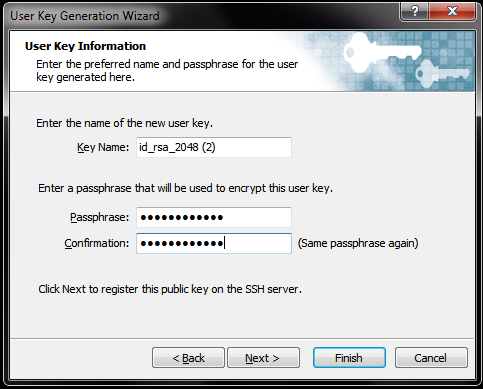 User Key Generation Wizard
User Key Information
Enter the preferred name and passphrase for the user
key generated here.
Enter the name of the new user key.
Key Name: id_rsa_2048 (2)
Enter a passphrase that will be used to encrypt this user key.
Passphrase: ●●●●●●●●●●●●
Confirmation: ●●●●●●●●●●●● (Same passphrase again)
Click Next to register this public key on the SSH server.
< Back Next > Finish Cancel